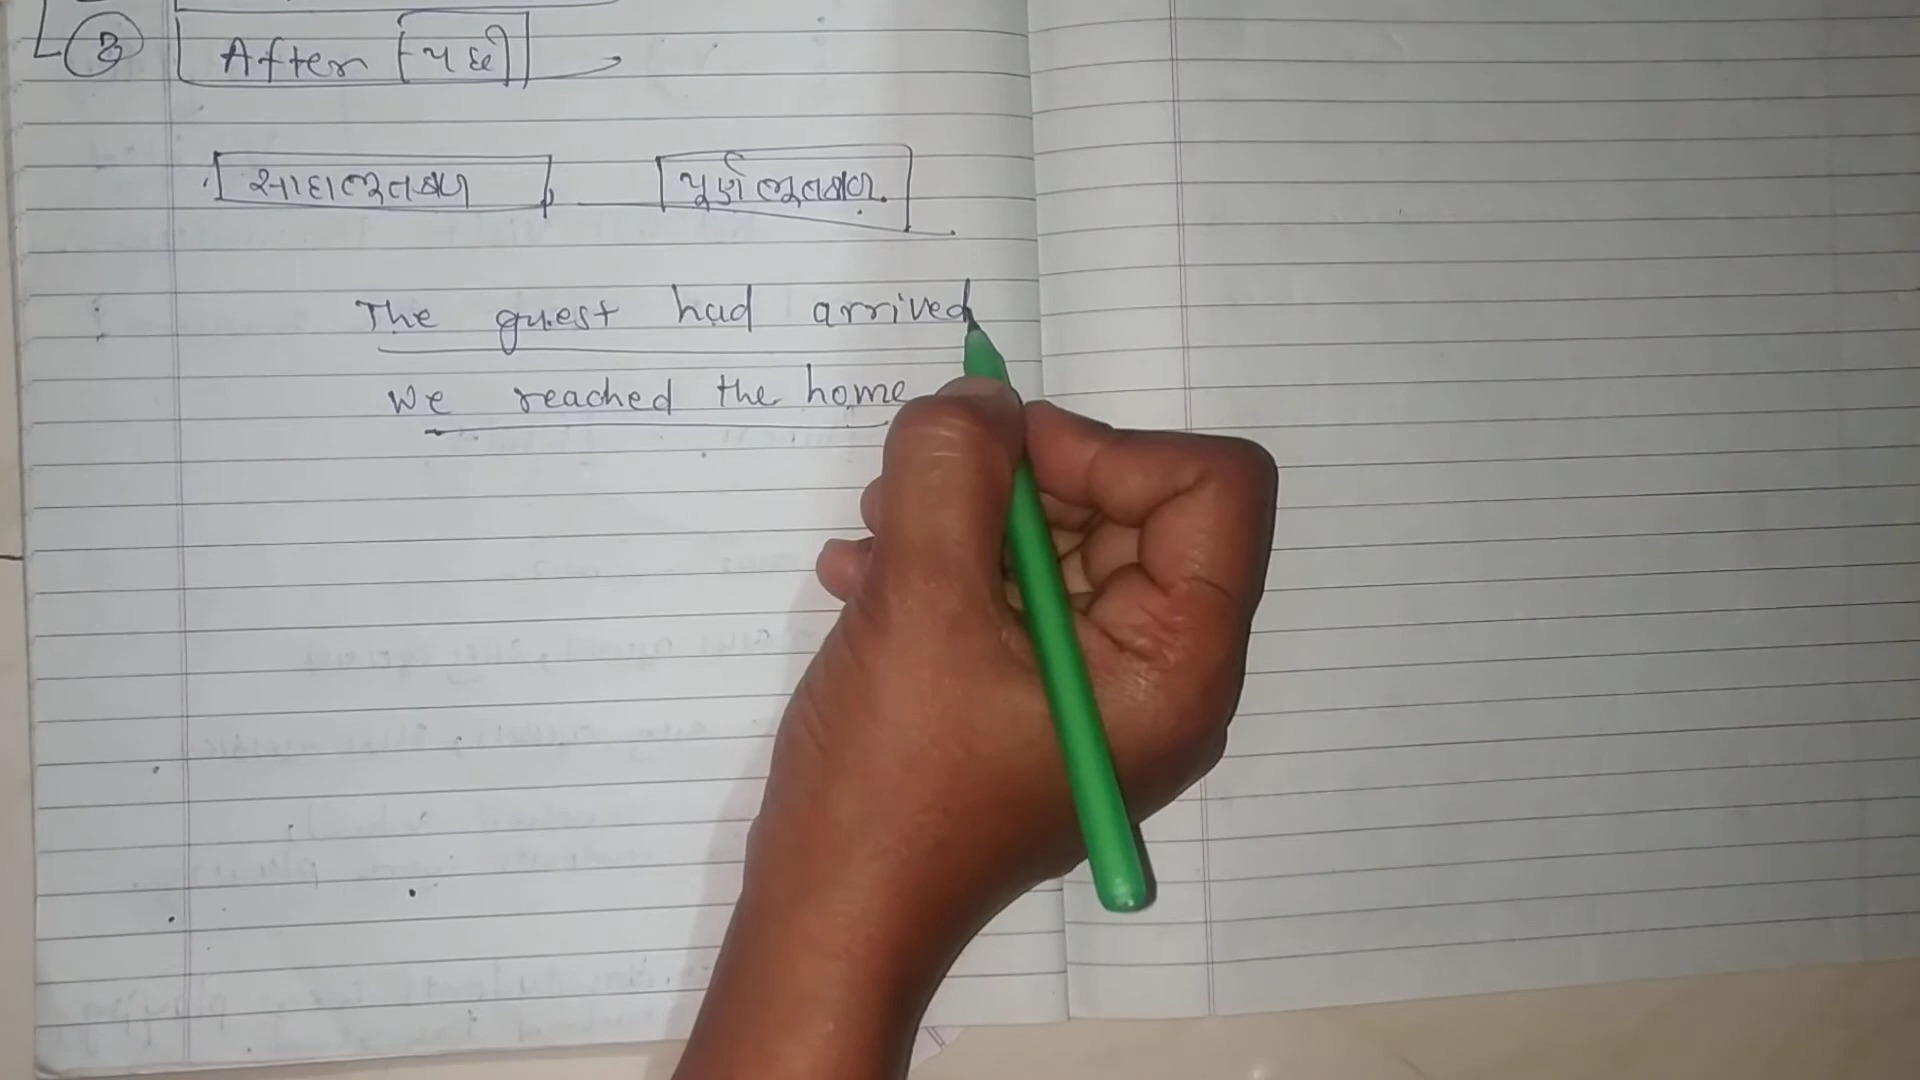 ③ After [પછી]
સાદાભૂતકાળ પૂર્ણ ભૂતકાળ.
The guest had arrived
We reached the home